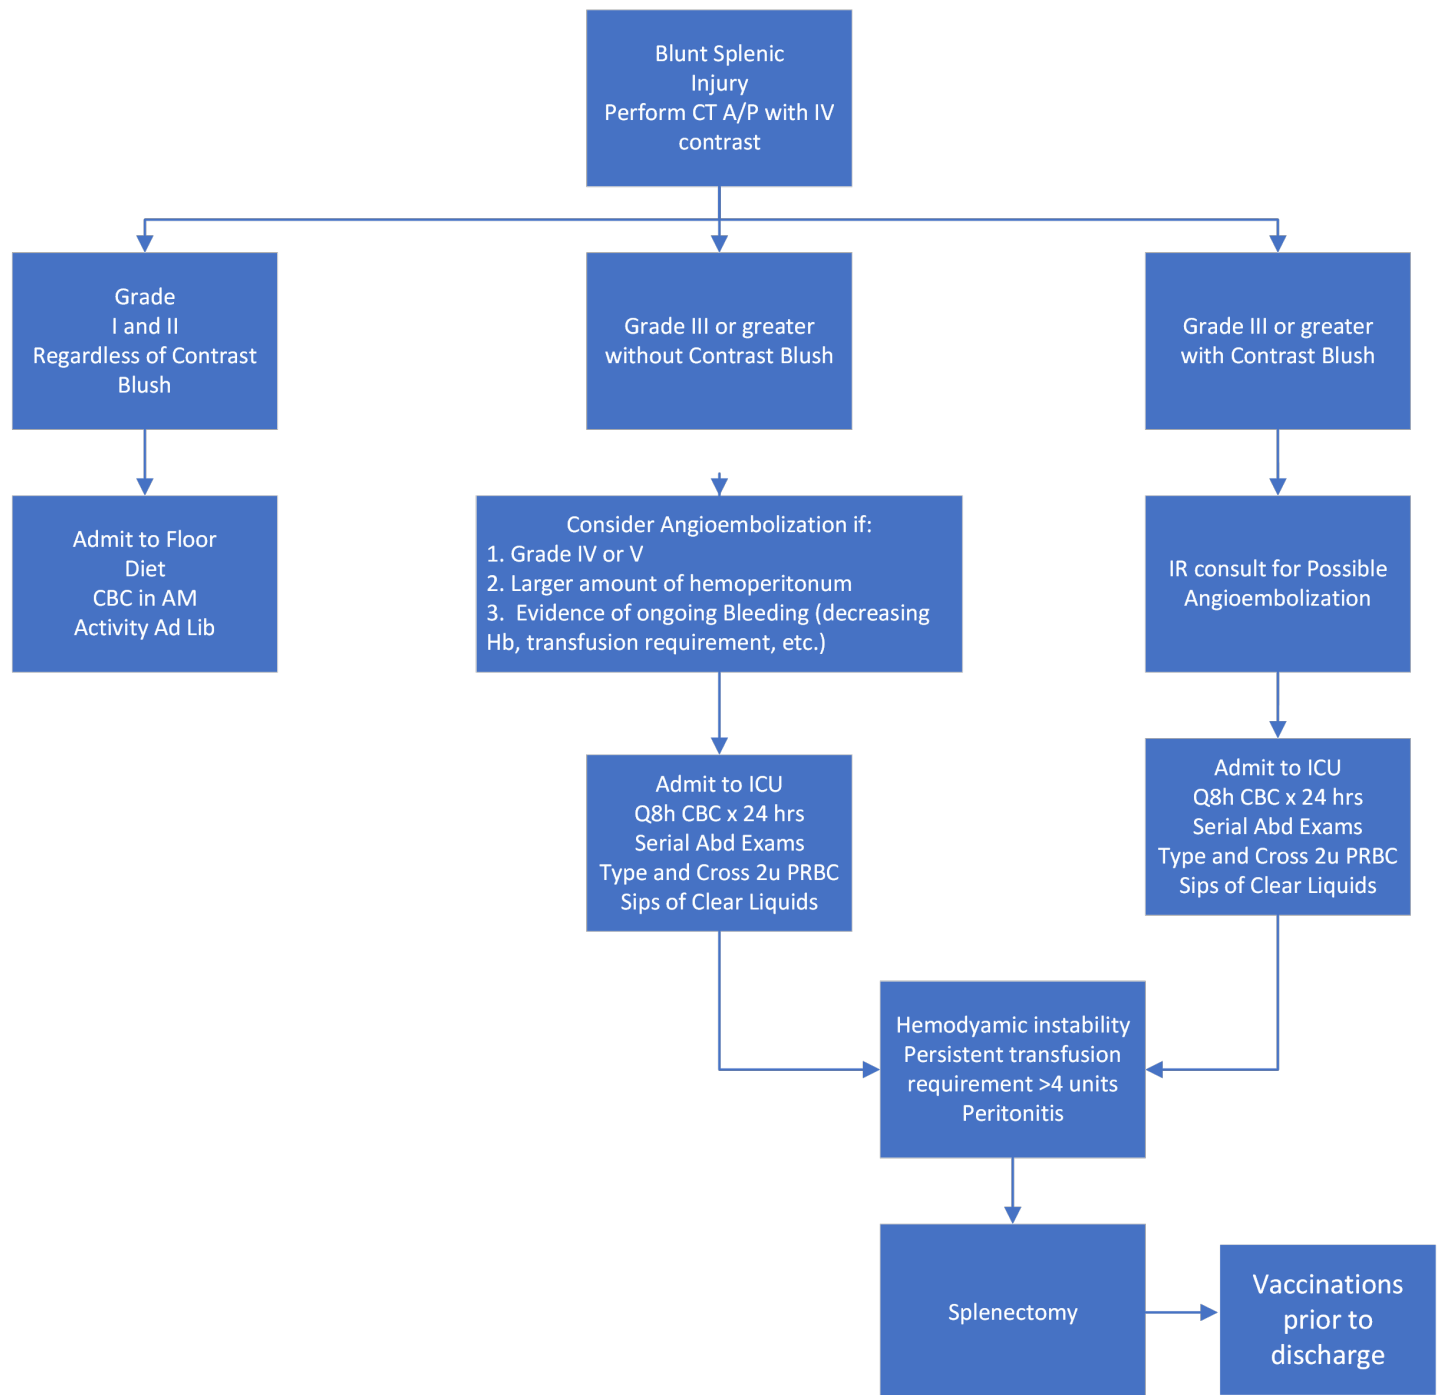 Blunt Splenic
Injury
Perform CT A/P with IV
contrast
Grade
I and II
Regardless of Contrast
Blush
Grade III or greater
without Contrast Blush
Grade III or greater
with Contrast Blush
Admit to Floor
Diet
CBC in AM
Activity Ad Lib
Consider Angioembolization if:
1. Grade IV or V
2. Larger amount of hemoperitonum
3. Evidence of ongoing Bleeding (decreasing
Hb, transfusion requirement, etc.)
IR consult for Possible
Angioembolization
Admit to ICU
Q8h CBC x 24 hrs
Serial Abd Exams
Type and Cross 2u PRBC
Sips of Clear Liquids
Admit to ICU
Q8h CBC x 24 hrs
Serial Abd Exams
Type and Cross 2u PRBC
Sips of Clear Liquids
Hemodyamic instability
Persistent transfusion
requirement >4 units
Peritonitis
Splenectomy
Vaccinations
prior to
discharge